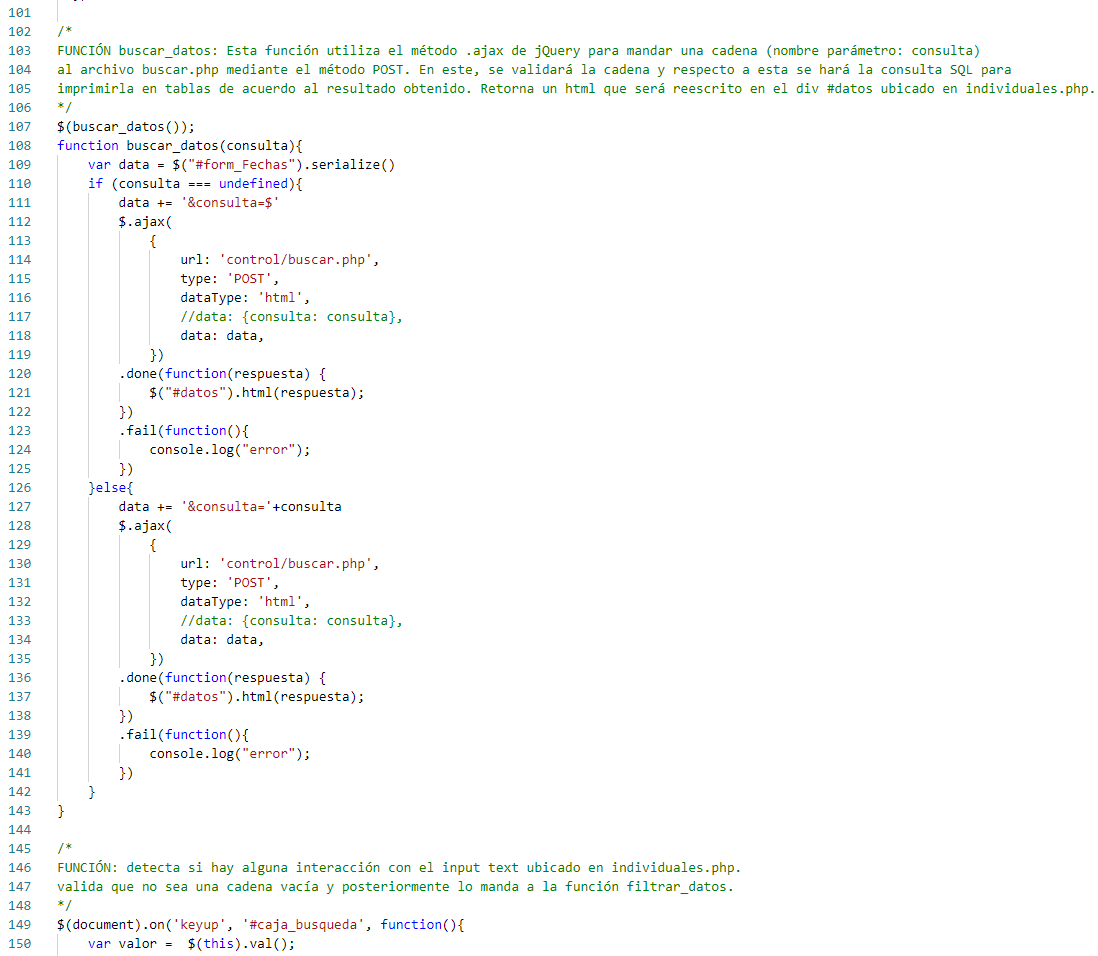 101
102 /*
103 FUNCIÓN buscar_datos: Esta función utiliza el método .ajax de jQuery para mandar una cadena (nombre parámetro: consulta)
104 al archivo buscar.php mediante el método POST. En este, se validará la cadena y respecto a esta se hará la consulta SQL para
105 imprimirla en tablas de acuerdo al resultado obtenido. Retorna un html que será reescrito en el div #datos ubicado en individuales.php.
106 */
107 $(buscar_datos());
108 function buscar_datos(consulta){
109     var data = $("#form_Fechas").serialize()
110     if (consulta === undefined){
111         data += '&consulta=$'
112         $.ajax(
113             {
114                 url: 'control/buscar.php',
115                 type: 'POST',
116                 dataType: 'html',
117                 //data: {consulta: consulta},
118                 data: data,
119             })
120         .done(function(respuesta) {
121             $("#datos").html(respuesta);
122         })
123         .fail(function(){
124             console.log("error");
125         })
126     }else{
127         data += '&consulta='+consulta
128         $.ajax(
129             {
130                 url: 'control/buscar.php',
131                 type: 'POST',
132                 dataType: 'html',
133                 //data: {consulta: consulta},
134                 data: data,
135             })
136         .done(function(respuesta) {
137             $("#datos").html(respuesta);
138         })
139         .fail(function(){
140             console.log("error");
141         })
142     }
143 }
144
145 /*
146 FUNCIÓN: detecta si hay alguna interacción con el input text ubicado en individuales.php.
147 valida que no sea una cadena vacía y posteriormente lo manda a la función filtrar_datos.
148 */
149 $(document).on('keyup', '#caja_busqueda', function(){
150     var valor =  $(this).val();